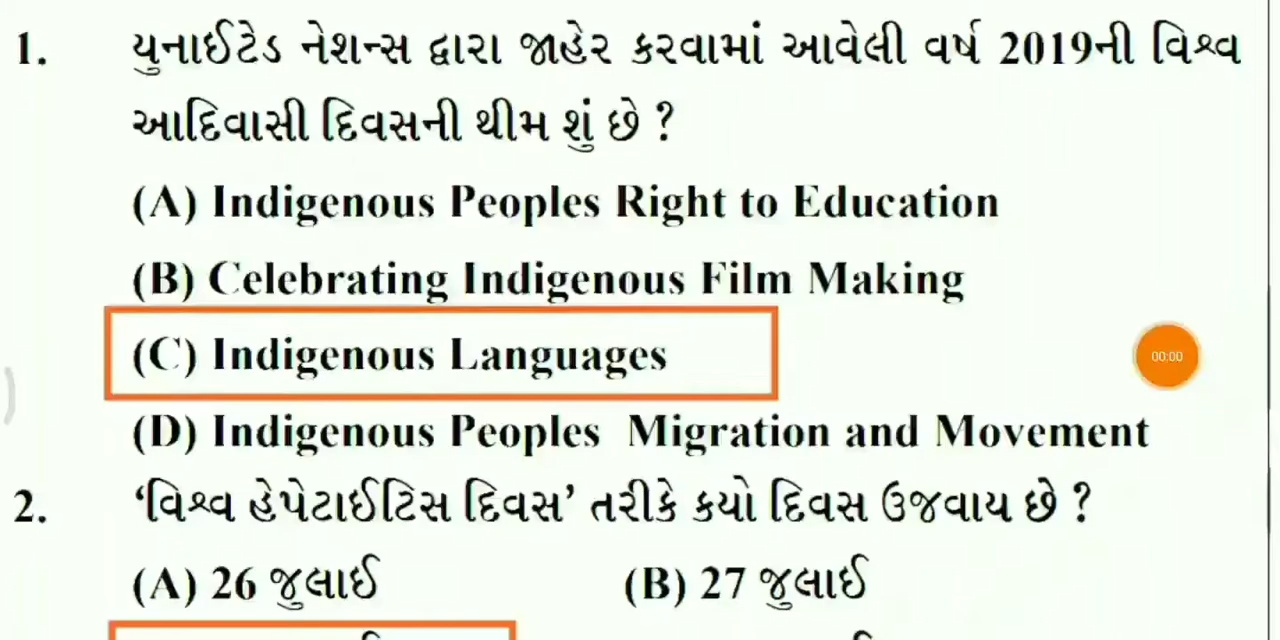 1. યુનાઈટેડ નેશન્સ દ્વારા જાહેર કરવામાં આવેલી વર્ષ 2019ની વિશ્વ
આદિવાસી દિવસની થીમ શું છે ?
(A) Indigenous Peoples Right to Education
(B) Celebrating Indigenous Film Making
(C) Indigenous Languages
00:00
(D) Indigenous Peoples Migration and Movement
2. ‘વિશ્વ હેપેટાઈટિસ દિવસ’ તરીકે કયો દિવસ ઉજવાય છે ?
(A) 26 જુલાઈ (B) 27 જુલાઈ